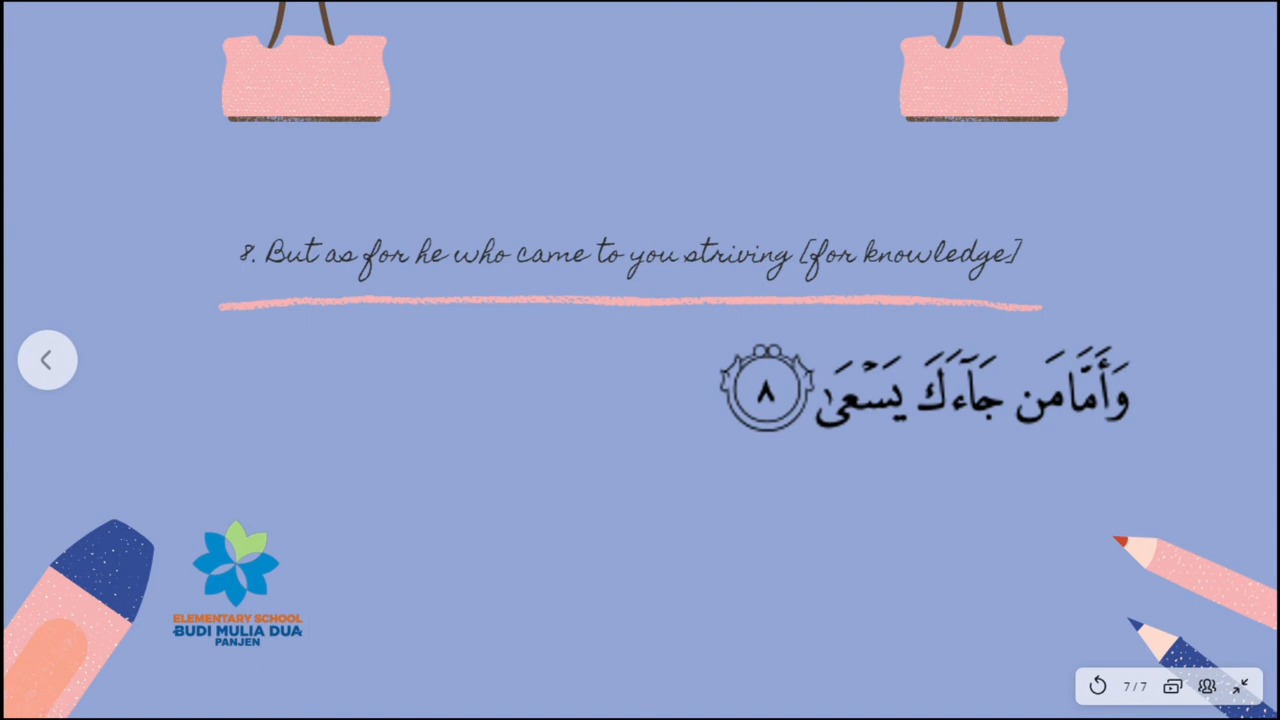 8. But as for he who came to you striving [for knowledge]
وَأَمَّا مَن جَآءَكَ يَسْعَىٰ ٨
ELEMENTARY SCHOOL
BUDI MULIA DUA
PANJEN
7/7